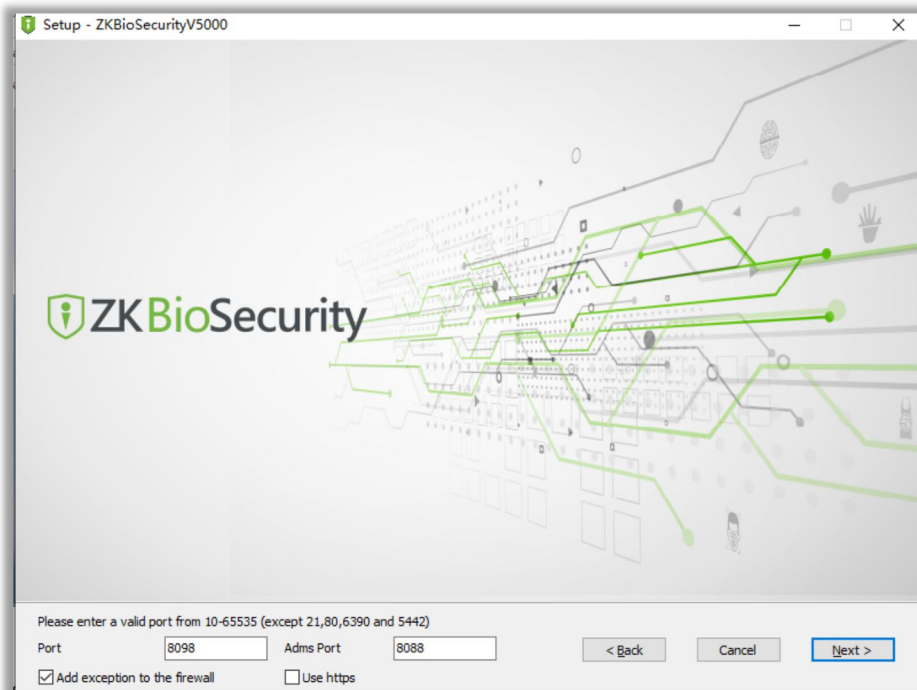 Setup - ZKBioSecurityV5000
ZKBioSecurity
Please enter a valid port from 10-65535 (except 21,80,6390 and 5442)
Port 8098 Adms Port 8088 < Back Cancel Next >
Add exception to the firewall Use https